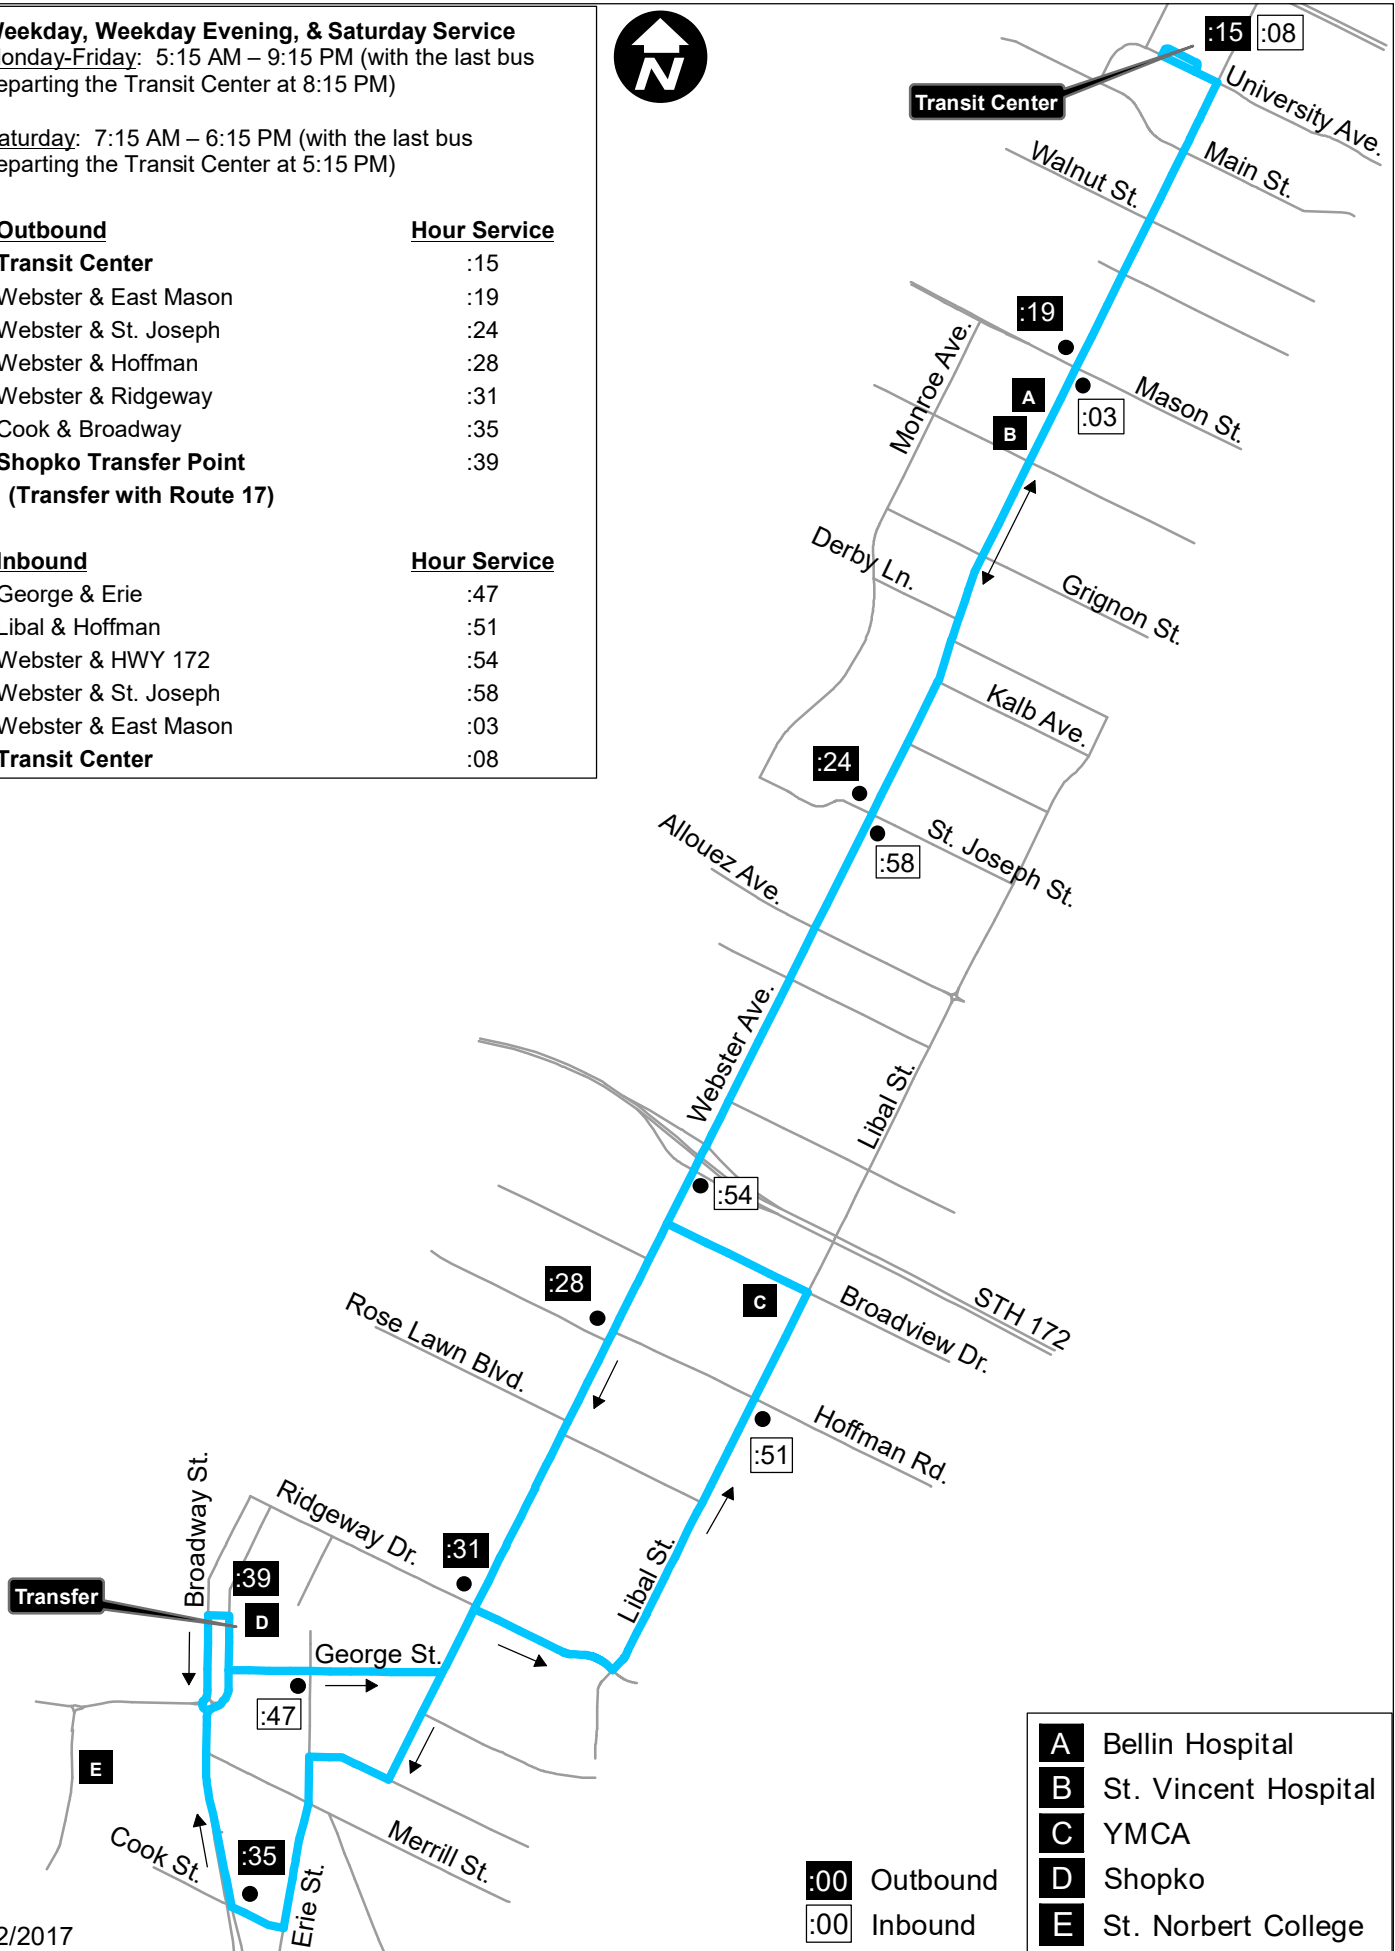 Weekday, Weekday Evening, & Saturday Service
Monday-Friday: 5:15 AM – 9:15 PM (with the last bus
departing the Transit Center at 8:15 PM)
Saturday: 7:15 AM – 6:15 PM (with the last bus
departing the Transit Center at 5:15 PM)
Outbound Hour Service
Transit Center :15
Webster & East Mason :19
Webster & St. Joseph :24
Webster & Hoffman :28
Webster & Ridgeway :31
Cook & Broadway :35
Shopko Transfer Point :39
(Transfer with Route 17)
Inbound Hour Service
George & Erie :47
Libal & Hoffman :51
Webster & HWY 172 :54
Webster & St. Joseph :58
Webster & East Mason :03
Transit Center :08
N
:15 :08
Transit Center
University Ave.
Main St.
Walnut St.
:19
Monroe Ave.
Mason St.
A
:03
B
Derby Ln.
Grignon St.
Kalb Ave.
:24
Allouez Ave.
St. Joseph St.
:58
Webster Ave.
Libal St.
:54
:28
C
Broadview Dr.
STH 172
Rose Lawn Blvd.
Hoffman Rd.
:51
Broadway St.
Ridgeway Dr.
:31
Libal St.
:39
Transfer
D
George St.
:47
E
Cook St.
Merrill St.
:35
Erie St.
2/2017
:00 Outbound
:00 Inbound
A Bellin Hospital
B St. Vincent Hospital
C YMCA
D Shopko
E St. Norbert College